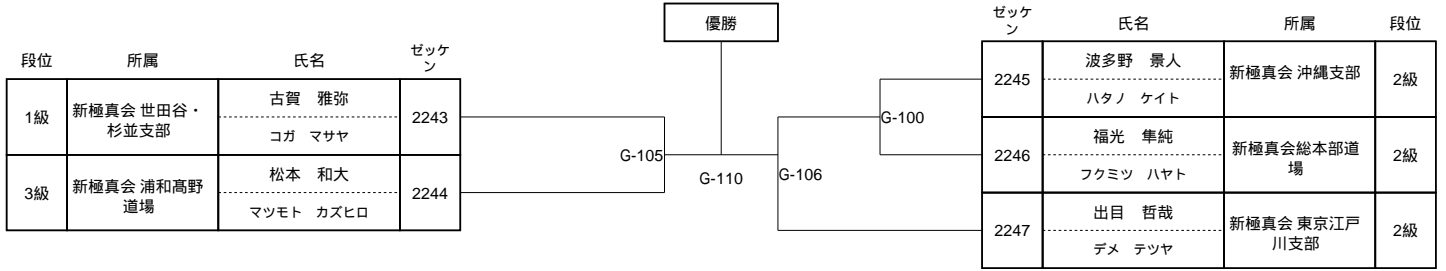 優勝
段位 所属 氏名 ゼッケ
ン
1級 新極真会 世田谷・
杉並支部 古賀 雅弥
コガ マサヤ 2243
3級 新極真会 浦和髙野
道場 松本 和大
マツモト カズヒロ 2244
G-105
G-110
G-106
G-100
ゼッケ
ン 氏名 所属 段位
2245 波多野 景人
ハタノ ケイト 新極真会 沖縄支部 2級
2246 福光 隼純
フクミツ ハヤト 新極真会総本部道
場 2級
2247 出目 哲哉
デメ テツヤ 新極真会 東京江戸
川支部 2級